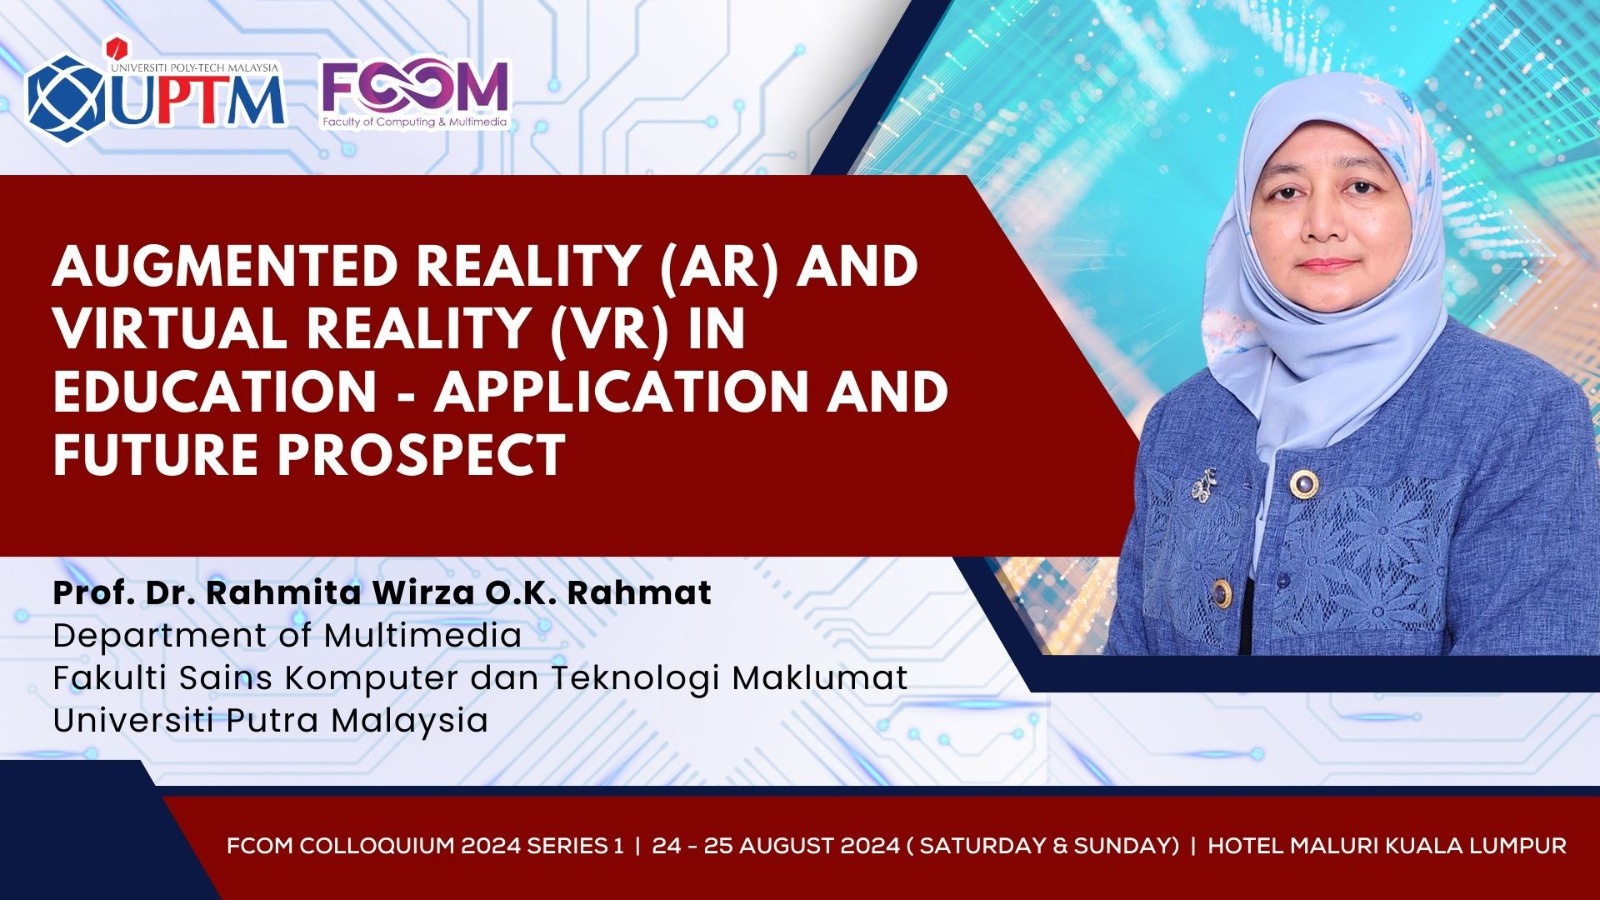 UNIVERSITI POLY-TECH MALAYSIA
UPTM
FCOM
Faculty of Computing & Multimedia
AUGMENTED REALITY (AR) AND
VIRTUAL REALITY (VR) IN
EDUCATION - APPLICATION AND
FUTURE PROSPECT
Prof. Dr. Rahmita Wirza O.K. Rahmat
Department of Multimedia
Fakulti Sains Komputer dan Teknologi Maklumat
Universiti Putra Malaysia
FCOM COLLOQUIUM 2024 SERIES 1 | 24 - 25 AUGUST 2024 ( SATURDAY & SUNDAY) | HOTEL MALURI KUALA LUMPUR